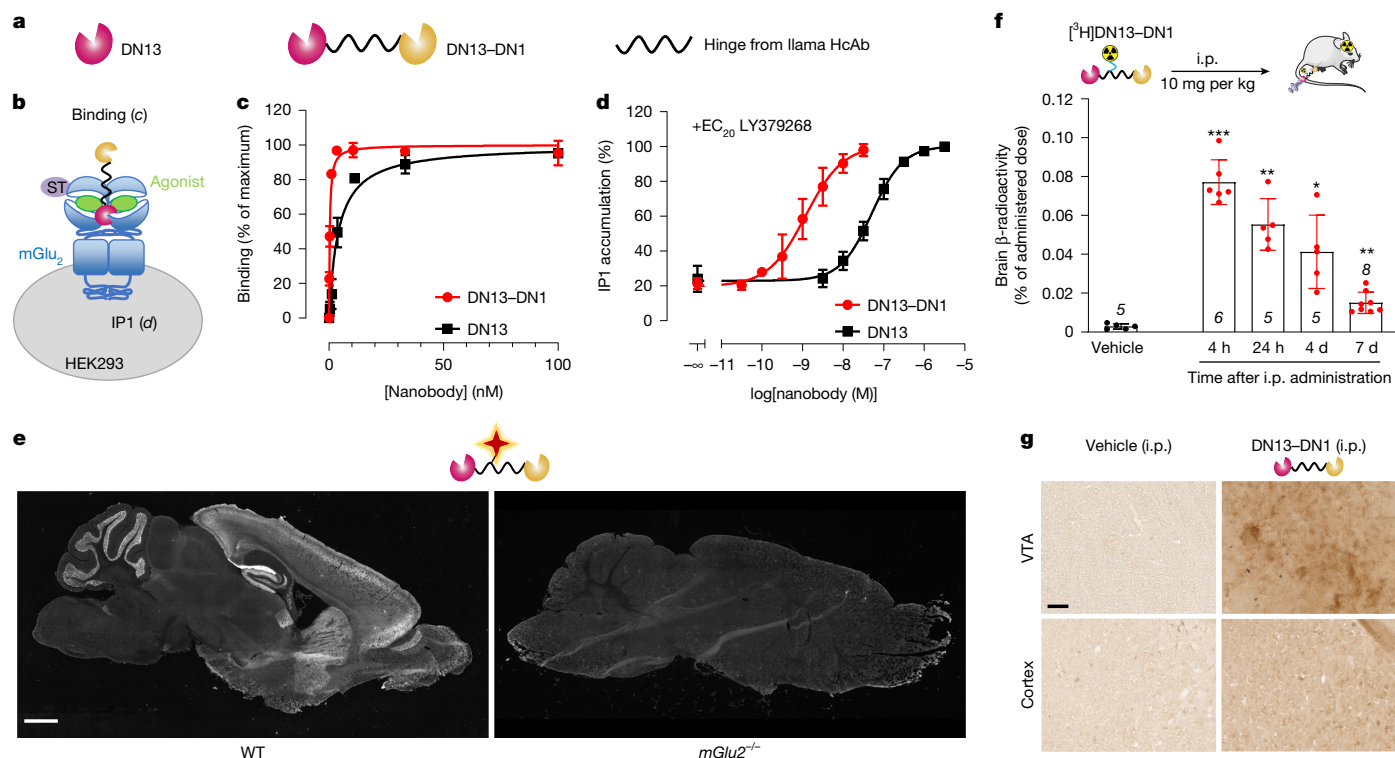 a
DN13
DN13–DN1
Hinge from llama HcAb
b
Binding (c)
ST
Agonist
mGlu₂
IP1 (d)
HEK293
c
Binding (% of maximum)
120
100
80
60
40
20
0
0
50
100
[Nanobody] (nM)
DN13–DN1
DN13
d
IP1 accumulation (%)
120
100
80
60
40
20
0
+EC₂₀ LY379268
–∞
–11
–10
–9
–8
–7
–6
–5
log[nanobody (M)]
DN13–DN1
DN13
e
WT
mGlu2⁻/⁻
f
[³H]DN13–DN1
i.p.
10 mg per kg
Brain β-radioactivity
(% of administered dose)
0.12
0.10
0.08
0.06
0.04
0.02
0
***
**
*
**
5
6
5
5
8
Vehicle
4 h
24 h
4 d
7 d
Time after i.p. administration
g
Vehicle (i.p.)
DN13–DN1 (i.p.)
VTA
Cortex